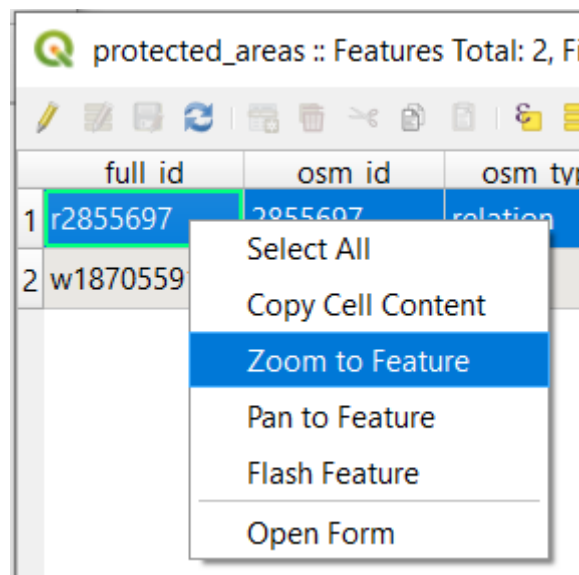 protected_areas :: Features Total: 2, Fi
full_id osm_id osm_typ
1 r2855697 2855697 relation
Select All
2 w18705591
Copy Cell Content
Zoom to Feature
Pan to Feature
Flash Feature
Open Form